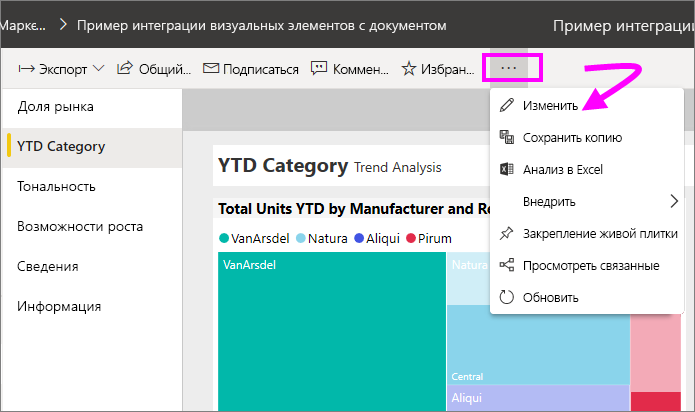 Марке... > Пример интеграции визуальных элементов с документом
Пример интеграции
Экспорт
Общий...
Подписаться
Коммен...
Избран...
...
Доля рынка
YTD Category
Тональность
Возможности роста
Сведения
Информация
Изменить
Сохранить копию
Анализ в Excel
Внедрить
Закрепление живой плитки
Просмотреть связанные
Обновить
YTD Category Trend Analysis
Total Units YTD by Manufacturer and Re
VanArsdel Natura Aliqui Pirum
VanArsdel
Natura
Central
Aliqui